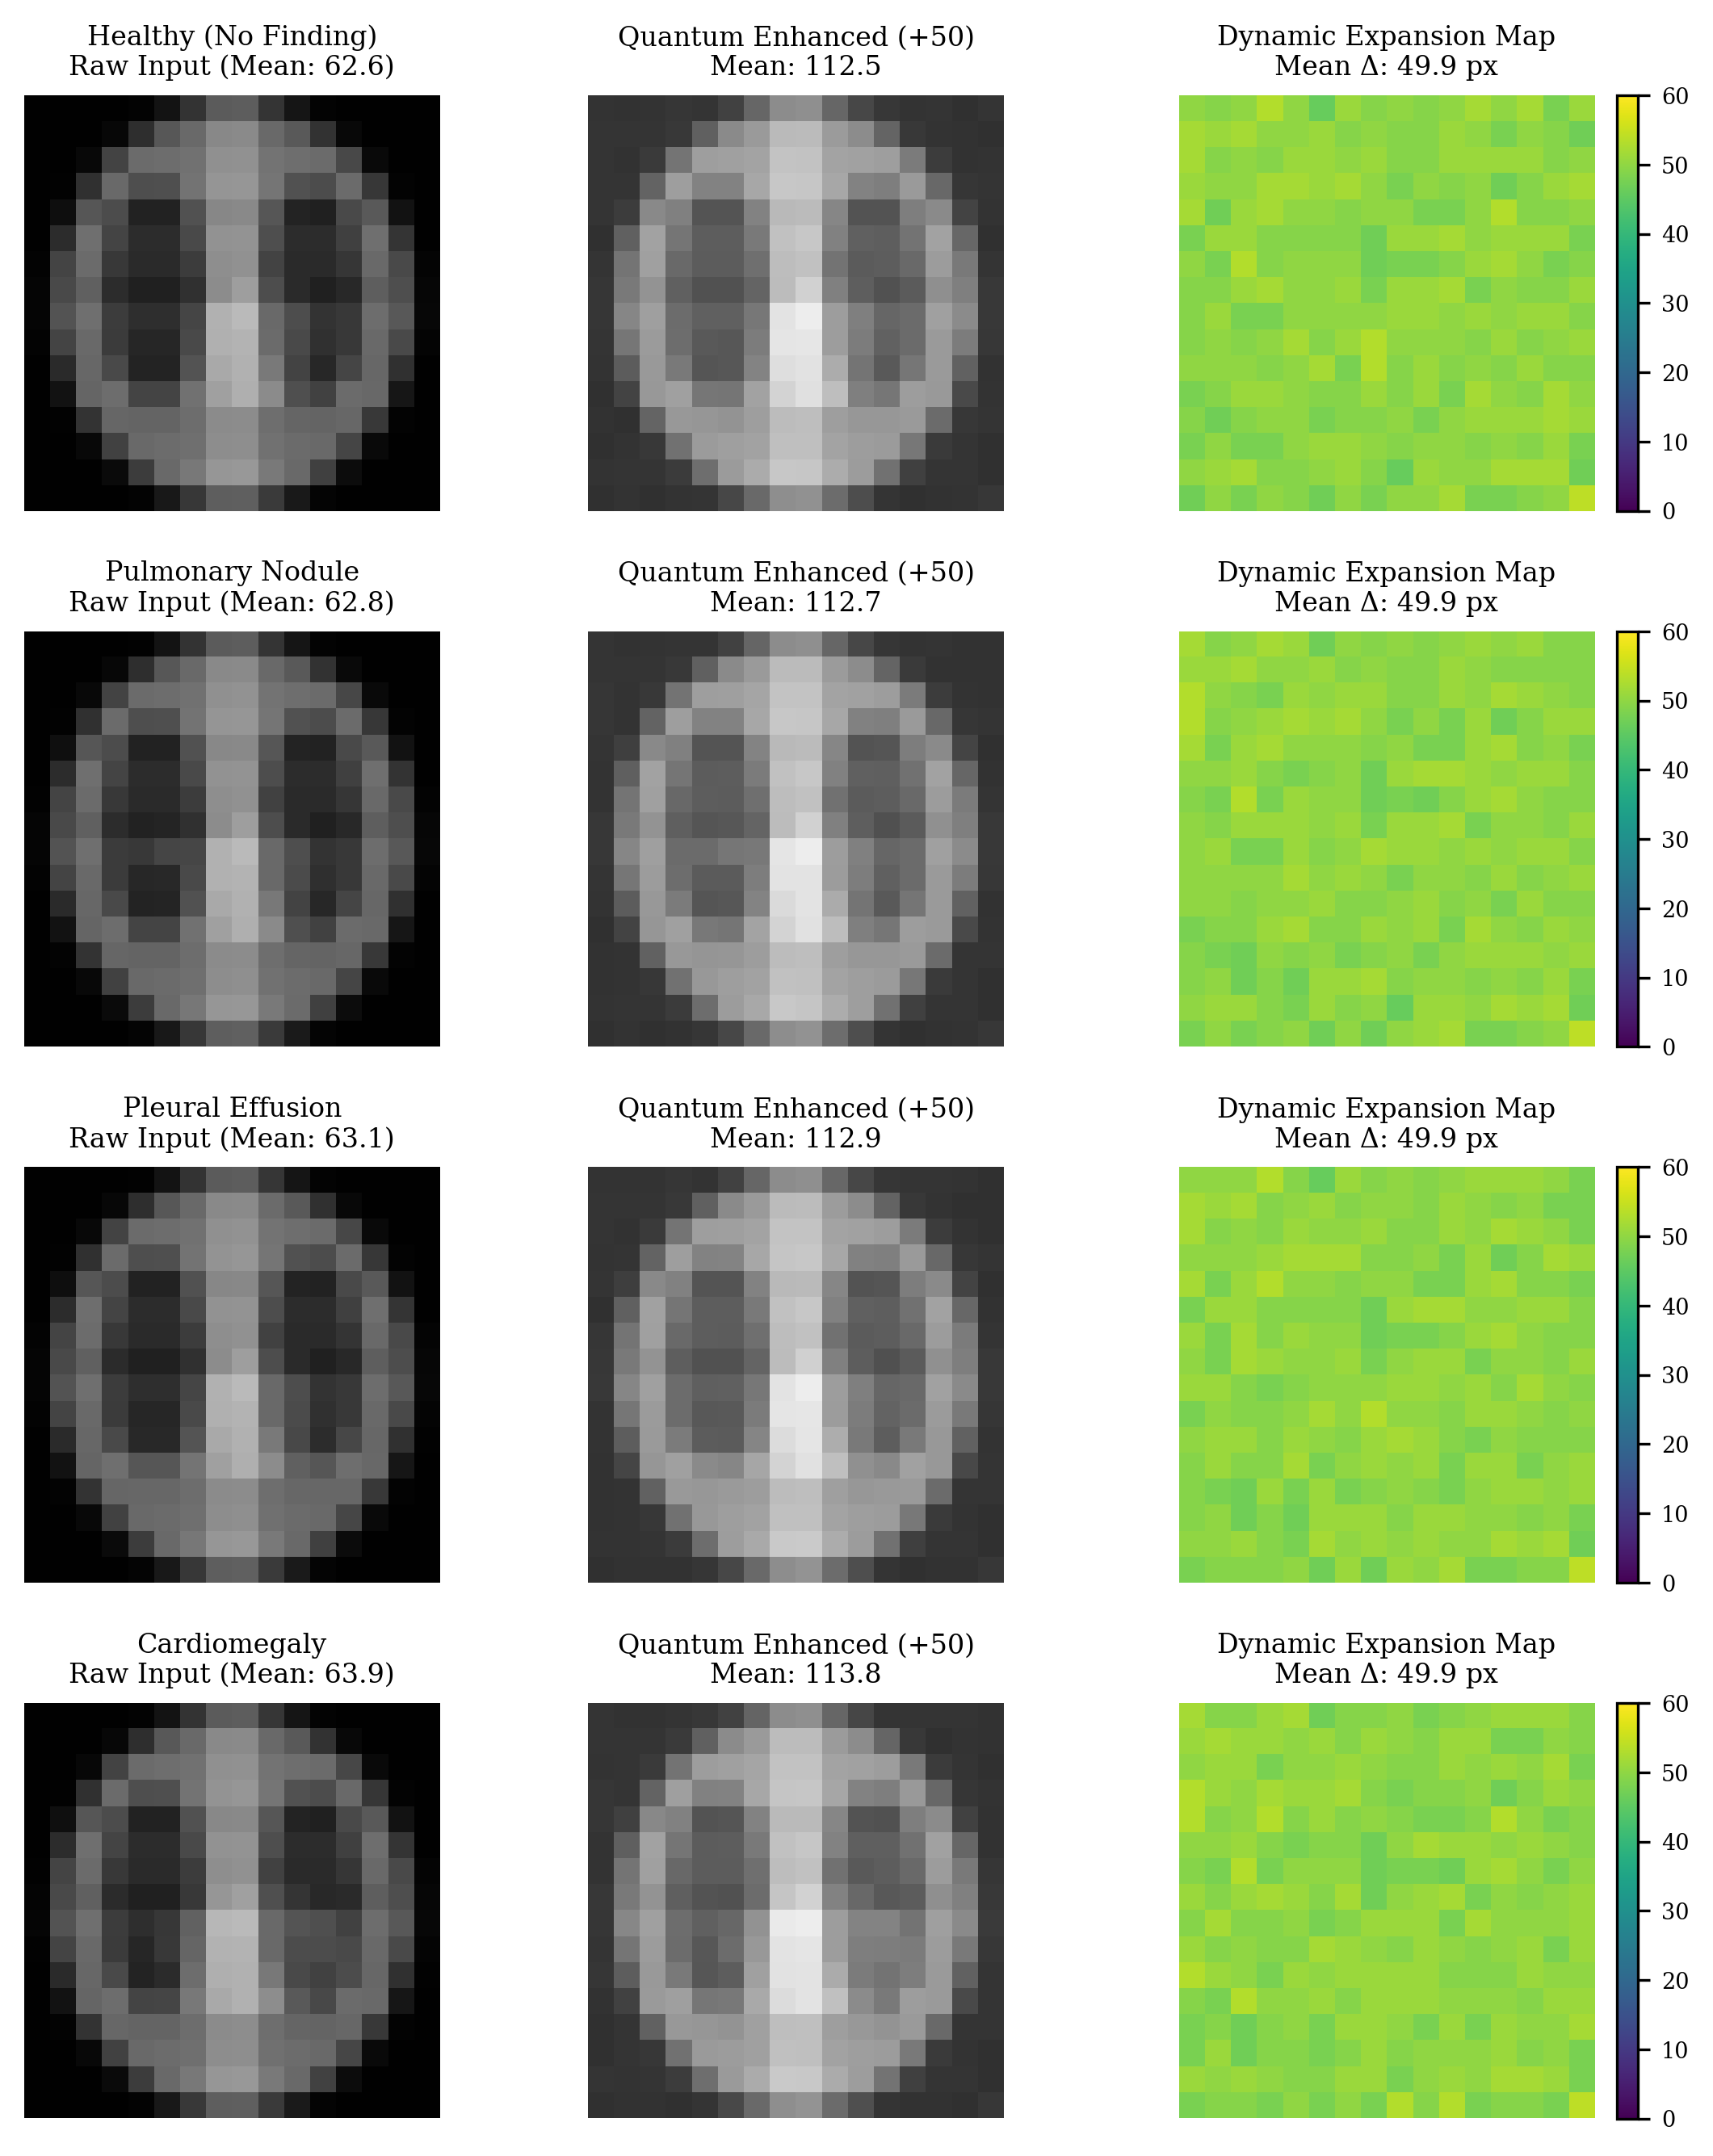 Healthy (No Finding)
Raw Input (Mean: 62.6)
Quantum Enhanced (+50)
Mean: 112.5
Dynamic Expansion Map
Mean Δ: 49.9 px
60
50
40
30
20
10
0
Pulmonary Nodule
Raw Input (Mean: 62.8)
Quantum Enhanced (+50)
Mean: 112.7
Dynamic Expansion Map
Mean Δ: 49.9 px
60
50
40
30
20
10
0
Pleural Effusion
Raw Input (Mean: 63.1)
Quantum Enhanced (+50)
Mean: 112.9
Dynamic Expansion Map
Mean Δ: 49.9 px
60
50
40
30
20
10
0
Cardiomegaly
Raw Input (Mean: 63.9)
Quantum Enhanced (+50)
Mean: 113.8
Dynamic Expansion Map
Mean Δ: 49.9 px
60
50
40
30
20
10
0